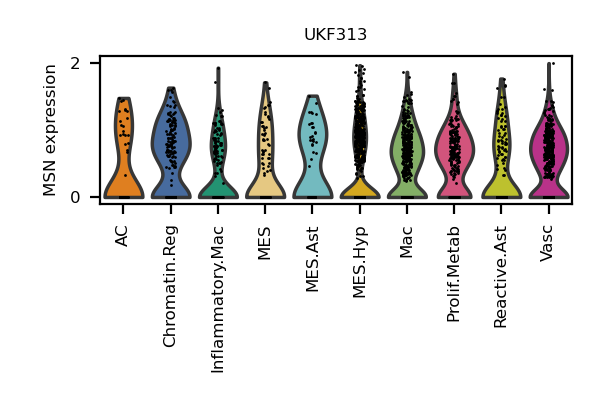 UKF313
MSN expression
2
0
AC
Chromatin.Reg
Inflammatory.Mac
MES
MES.Ast
MES.Hyp
Mac
Prolif.Metab
Reactive.Ast
Vasc